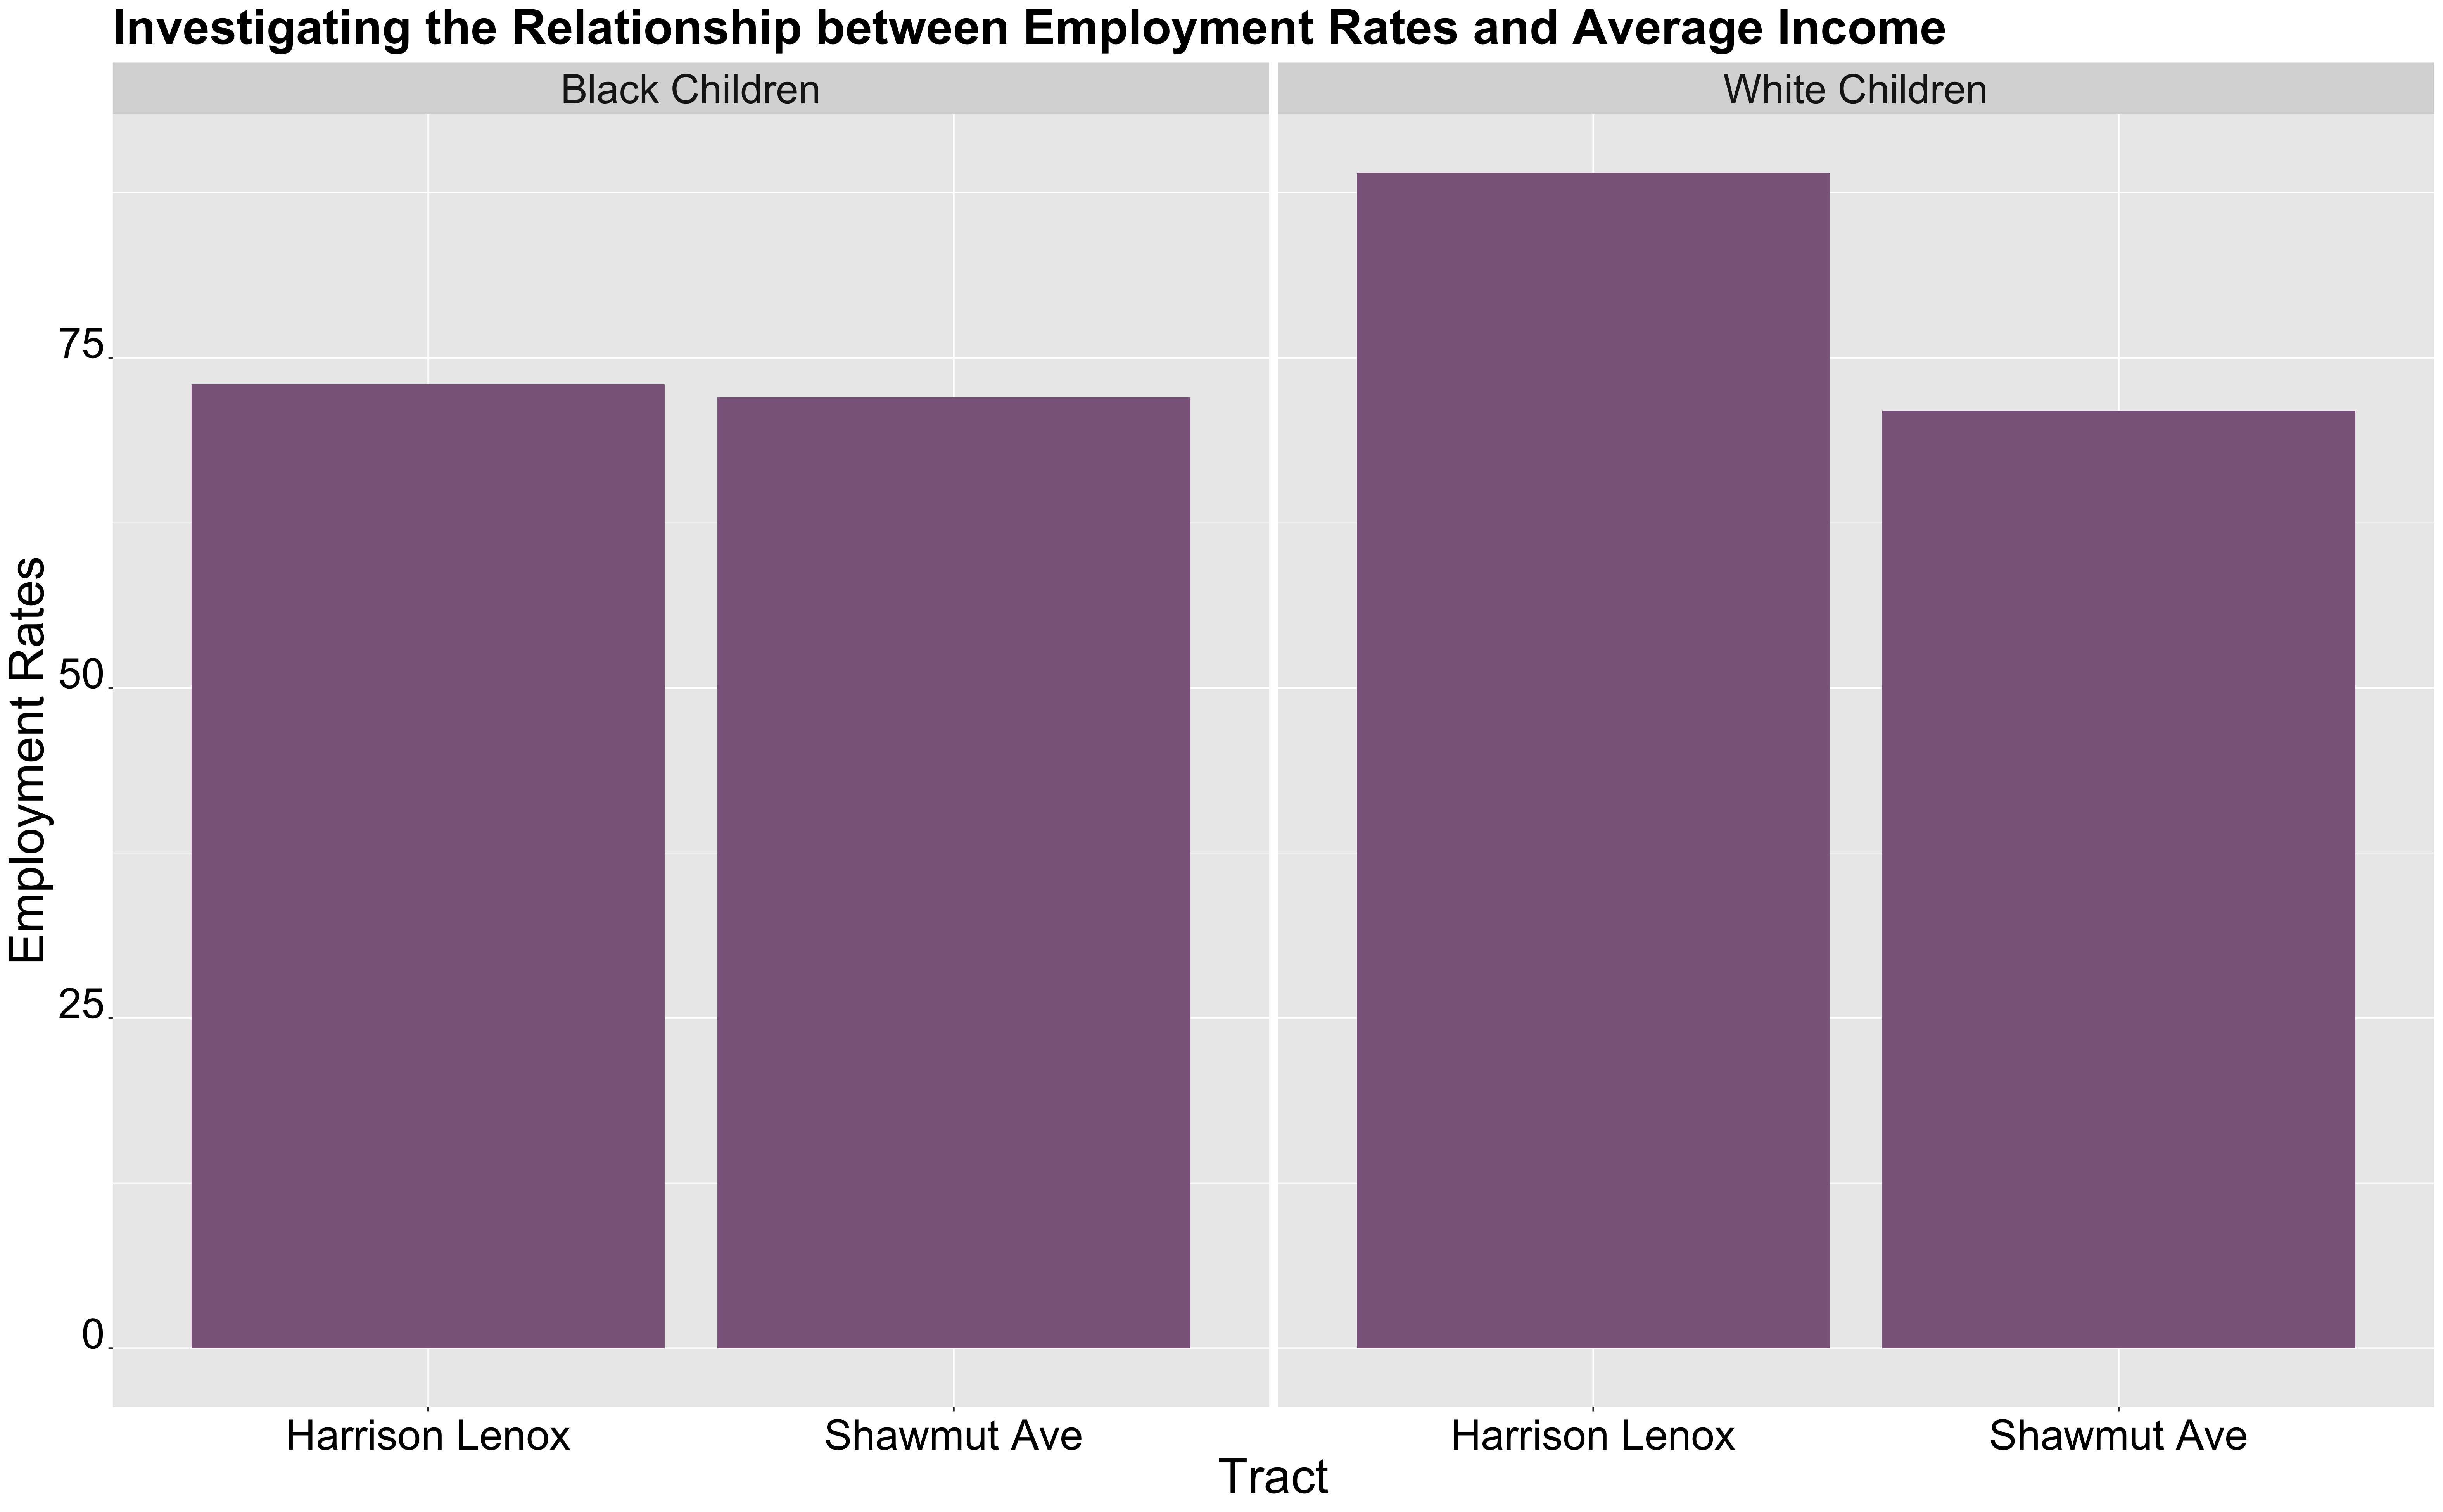 Investigating the Relationship between Employment Rates and Average Income
Black Children
White Children
Employment Rates
75
50
25
0
Harrison Lenox
Shawmut Ave
Harrison Lenox
Shawmut Ave
Tract